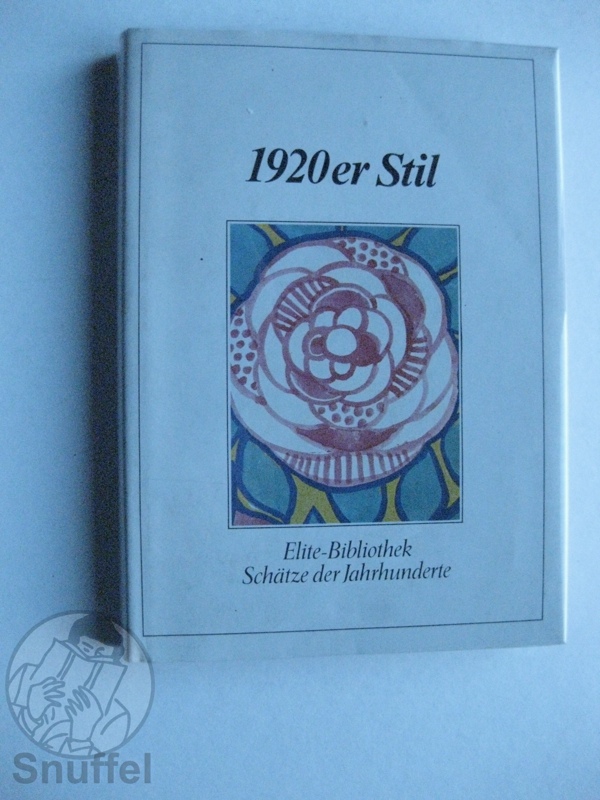 1920er Stil
Elite-Bibliothek
Schätze der Jahrhunderte
Snuffel